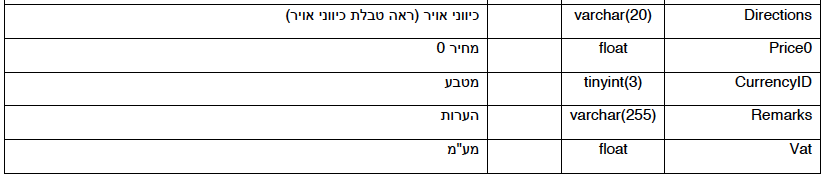 Directions varchar(20) כיווני אויר (ראה טבלת כיווני אויר)
Price0 float מחיר 0
CurrencyID tinyint(3) מטבע
Remarks varchar(255) הערות
Vat float מע"מ